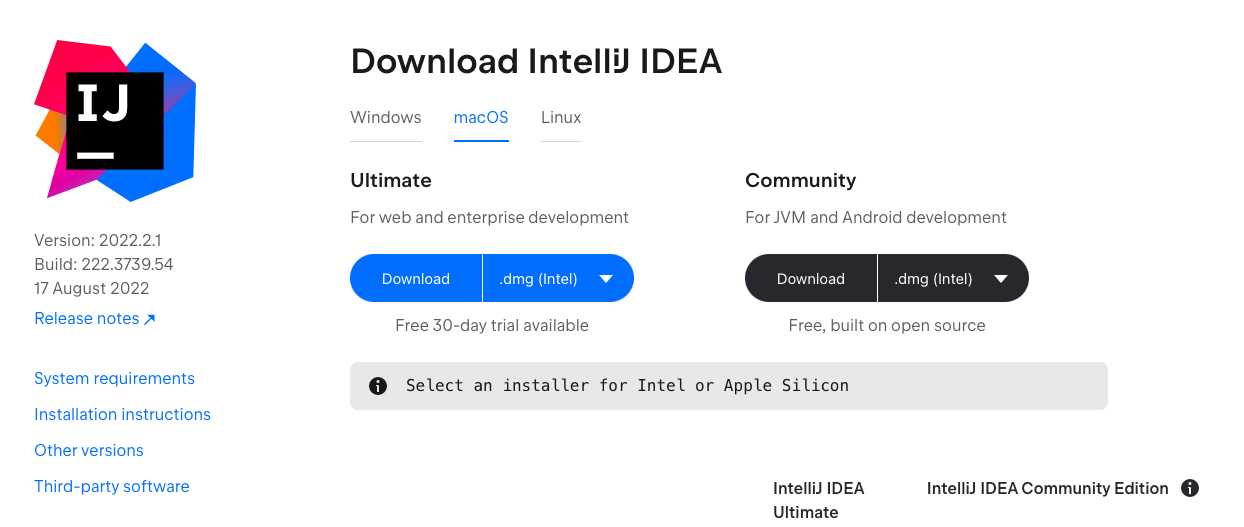 IJ
Version: 2022.2.1
Build: 222.3739.54
17 August 2022
Release notes ↗
System requirements
Installation instructions
Other versions
Third-party software
Download IntelliJ IDEA
Windows macOS Linux
Ultimate
For web and enterprise development
Download .dmg (Intel)
Free 30-day trial available
Community
For JVM and Android development
Download .dmg (Intel)
Free, built on open source
Select an installer for Intel or Apple Silicon
IntelliJ IDEA
Ultimate
IntelliJ IDEA Community Edition